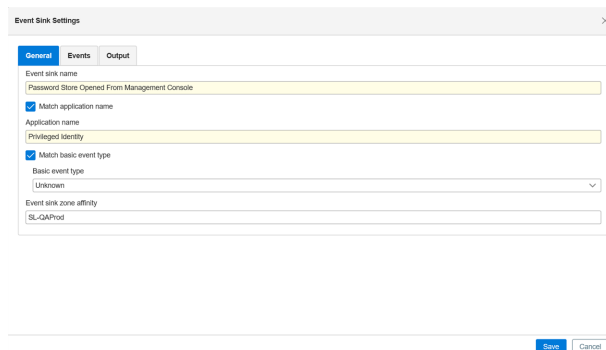 Event Sink Settings
General Events Output
Event sink name
Password Store Opened From Management Console
Match application name
Application name
Privileged Identity
Match basic event type
Basic event type
Unknown
Event sink zone affinity
SL-QAProd
Save Cancel